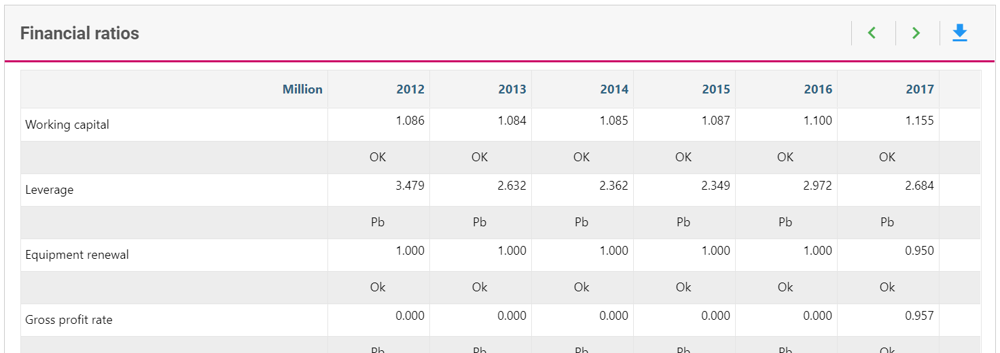 Financial ratios
Million 2012 2013 2014 2015 2016 2017
Working capital 1.086 1.084 1.085 1.087 1.100 1.155
OK OK OK OK OK OK
Leverage 3.479 2.632 2.362 2.349 2.972 2.684
Pb Pb Pb Pb Pb Pb
Equipment renewal 1.000 1.000 1.000 1.000 1.000 0.950
Ok Ok Ok Ok Ok Ok
Gross profit rate 0.000 0.000 0.000 0.000 0.000 0.957
Pb Pb Pb Pb Pb Ok